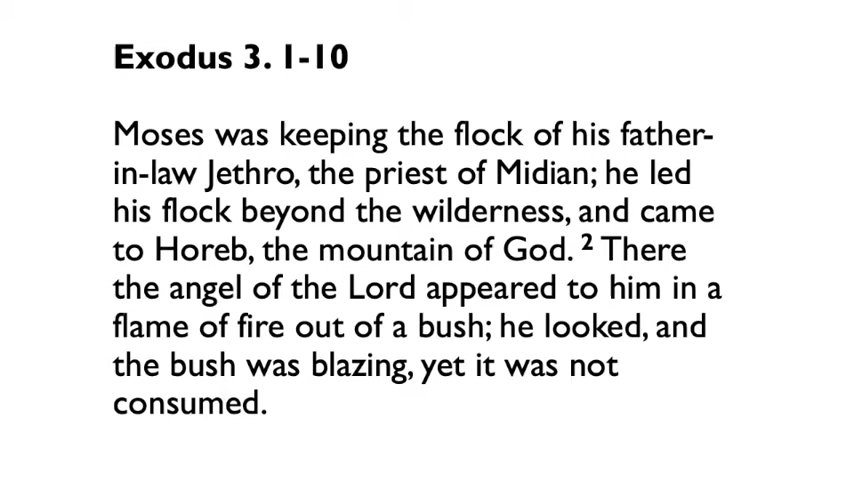 Exodus 3. 1-10
Moses was keeping the flock of his father-
in-law Jethro, the priest of Midian; he led
his flock beyond the wilderness, and came
to Horeb, the mountain of God. ² There
the angel of the Lord appeared to him in a
flame of fire out of a bush; he looked, and
the bush was blazing, yet it was not
consumed.